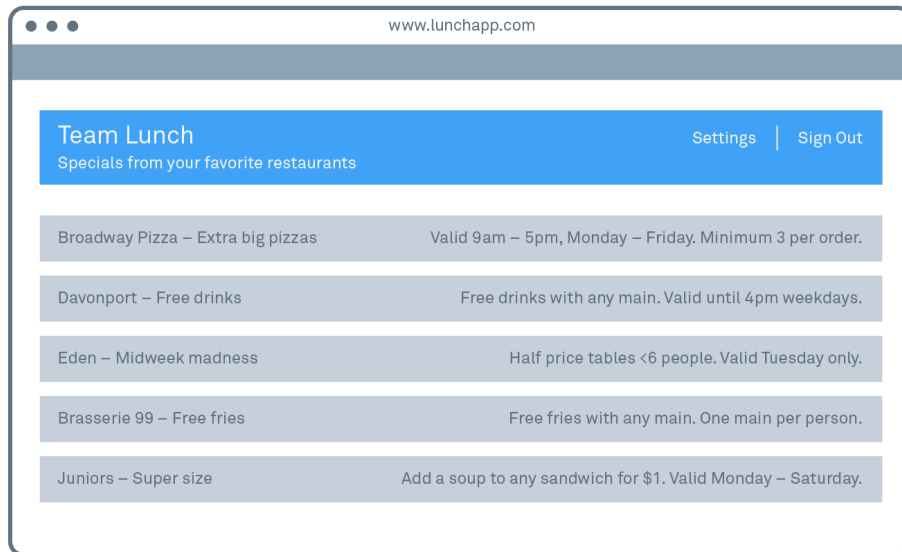 www.lunchapp.com
Team Lunch
Settings | Sign Out
Specials from your favorite restaurants
Broadway Pizza – Extra big pizzas Valid 9am – 5pm, Monday – Friday. Minimum 3 per order.
Davonport – Free drinks Free drinks with any main. Valid until 4pm weekdays.
Eden – Midweek madness Half price tables <6 people. Valid Tuesday only.
Brasserie 99 – Free fries Free fries with any main. One main per person.
Juniors – Super size Add a soup to any sandwich for $1. Valid Monday – Saturday.